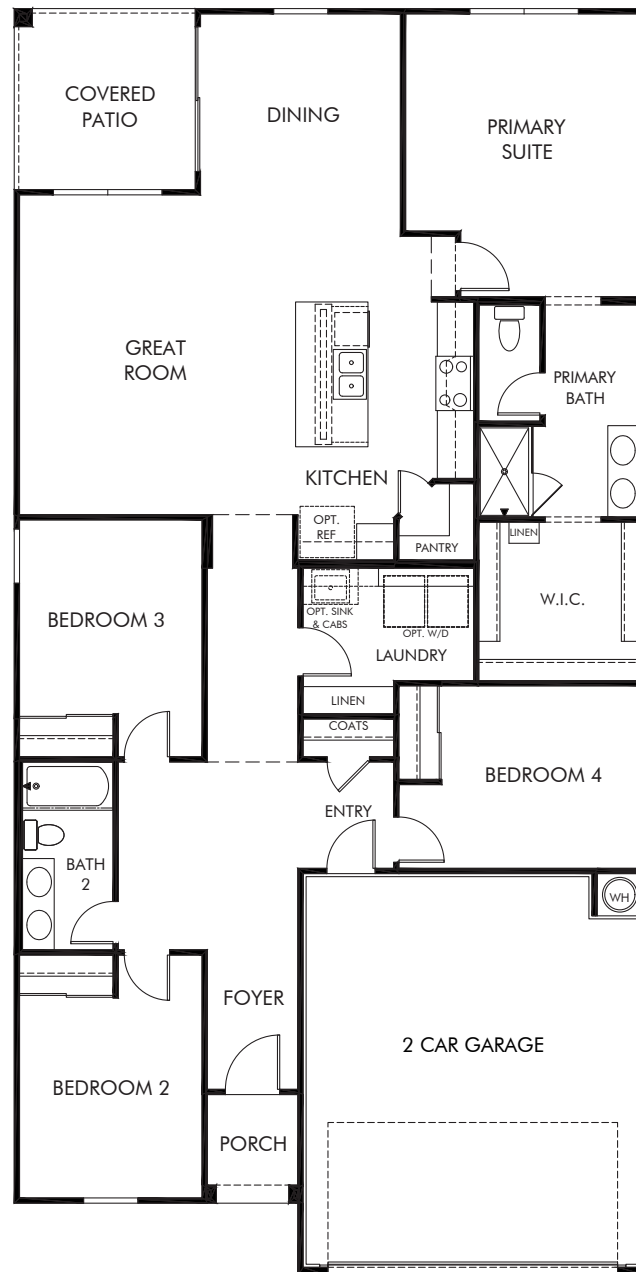 COVERED
PATIO
DINING
PRIMARY
SUITE
GREAT
ROOM
PRIMARY
BATH
KITCHEN
OPT.
REF
PANTRY
LINEN
W.I.C.
BEDROOM 3
OPT. SINK
& CABS
OPT. W/D
LAUNDRY
LINEN
COATS
BEDROOM 4
ENTRY
BATH
2
WH
FOYER
2 CAR GARAGE
BEDROOM 2
PORCH